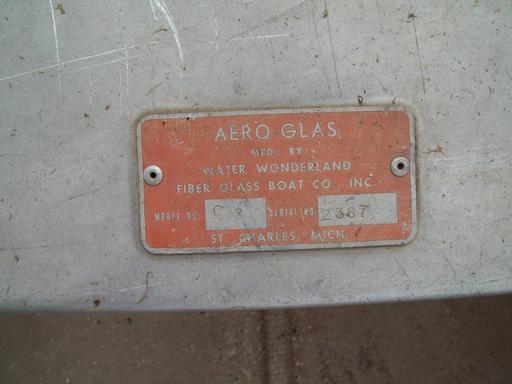 AERO GLAS
MFD. BY
WATER WONDERLAND
FIBER GLASS BOAT CO., INC.
MODEL NO. SERIAL NO. 2367
ST. CHARLES, MICH.